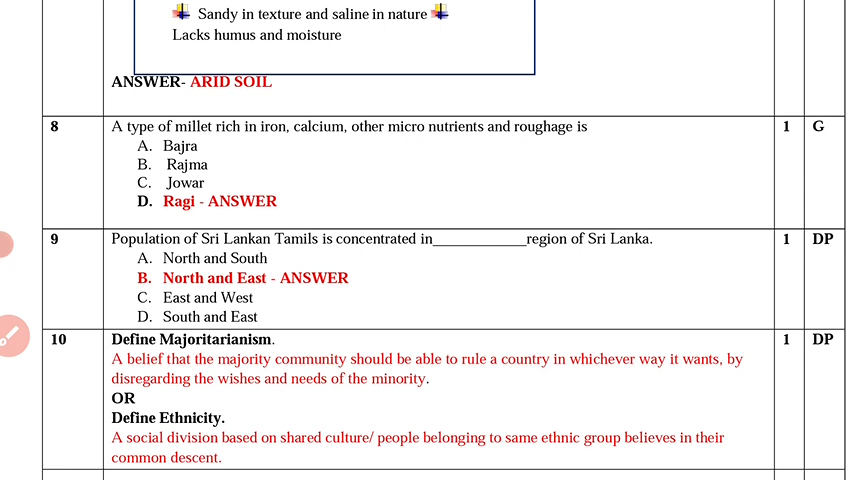 Sandy in texture and saline in nature
Lacks humus and moisture
ANSWER- ARID SOIL
8 A type of millet rich in iron, calcium, other micro nutrients and roughage is 1 G
A. Bajra
B. Rajma
C. Jowar
D. Ragi - ANSWER
9 Population of Sri Lankan Tamils is concentrated in_____________region of Sri Lanka. 1 DP
A. North and South
B. North and East - ANSWER
C. East and West
D. South and East
10 Define Majoritarianism. 1 DP
A belief that the majority community should be able to rule a country in whichever way it wants, by
disregarding the wishes and needs of the minority.
OR
Define Ethnicity.
A social division based on shared culture/ people belonging to same ethnic group believes in their
common descent.